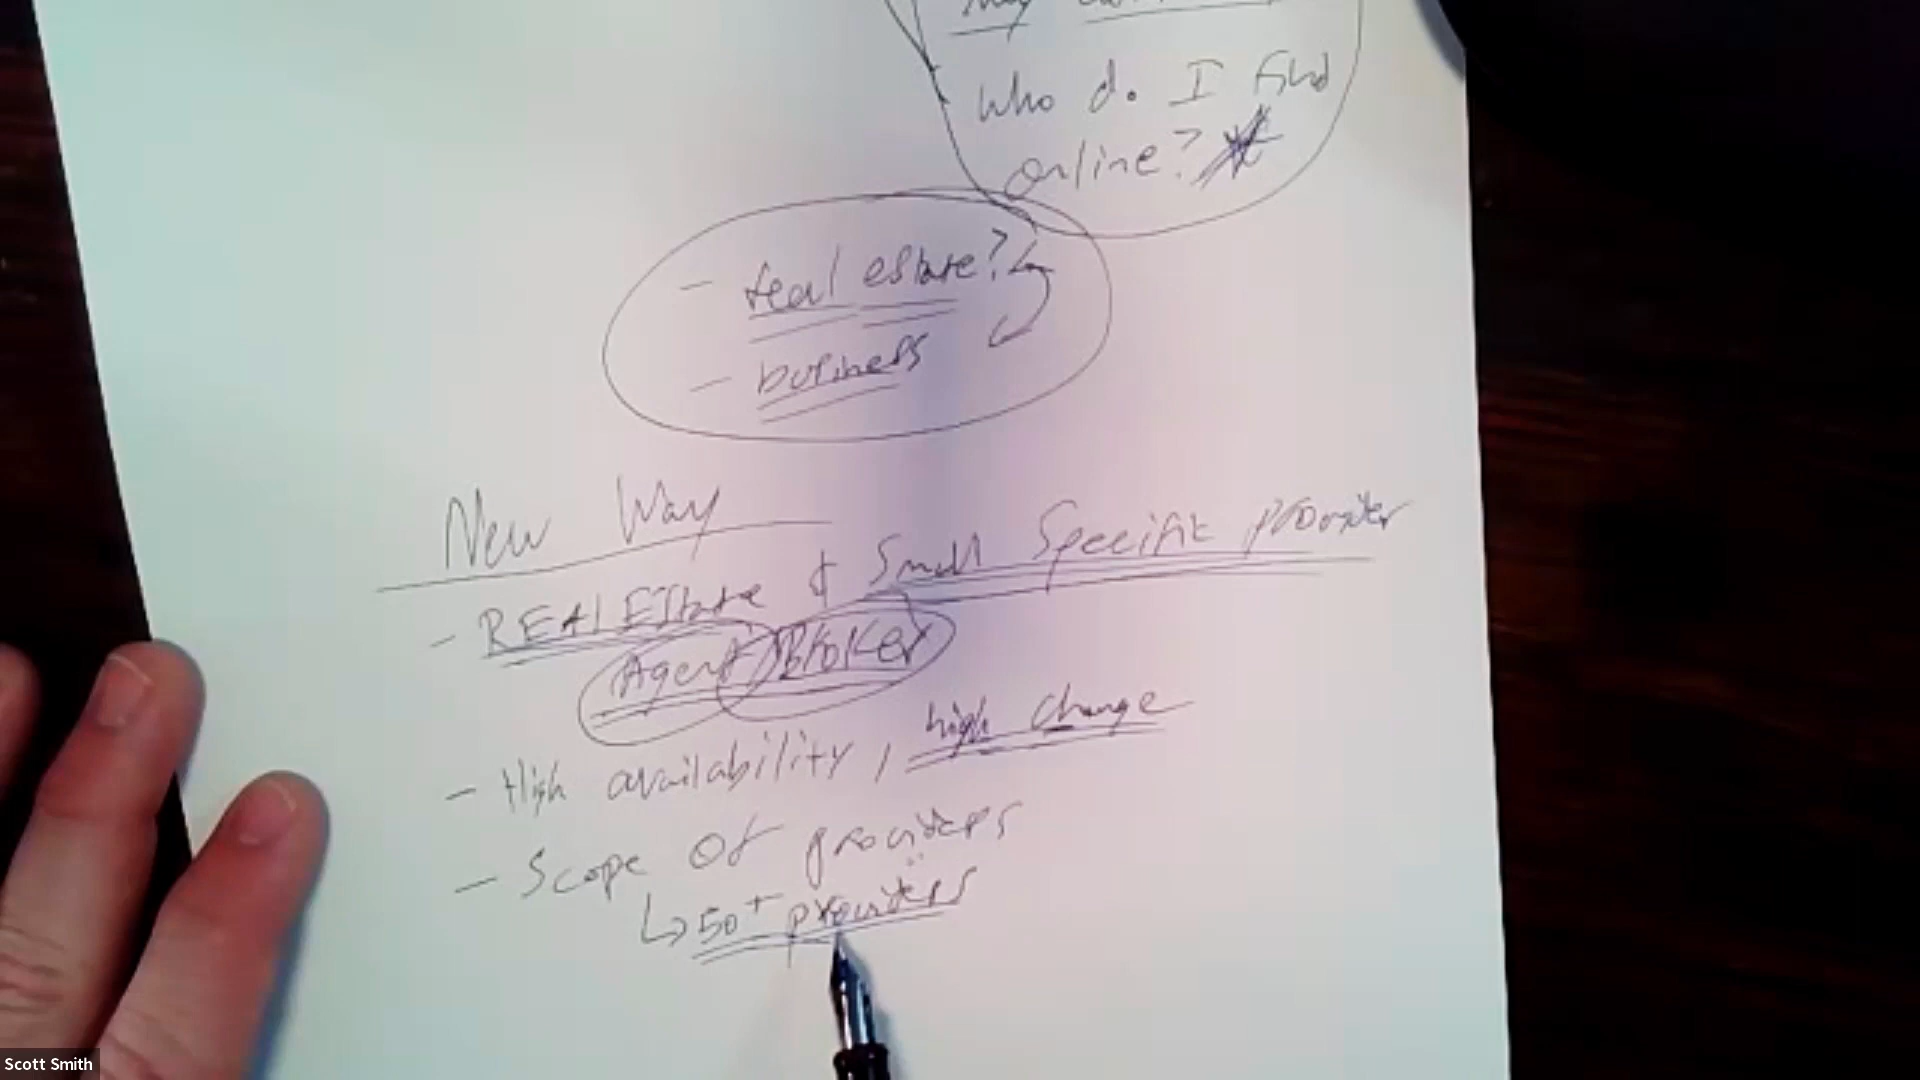 Who do I find
online?
- real estate?
- business
New Way
- REAL EState & Small Specific provider
Agent Broker
- High availability, high change
- Scope of providers
↳ 50+ providers
Scott Smith